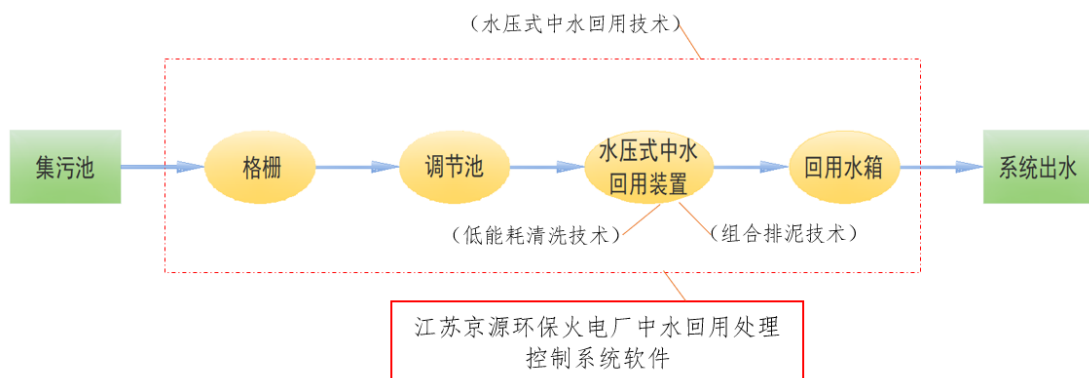 （水压式中水回用技术）
集污池
格栅
调节池
水压式中水
回用装置
回用水箱
系统出水
（低能耗清洗技术）
（组合排泥技术）
江苏京源环保火电厂中水回用处理
控制系统软件